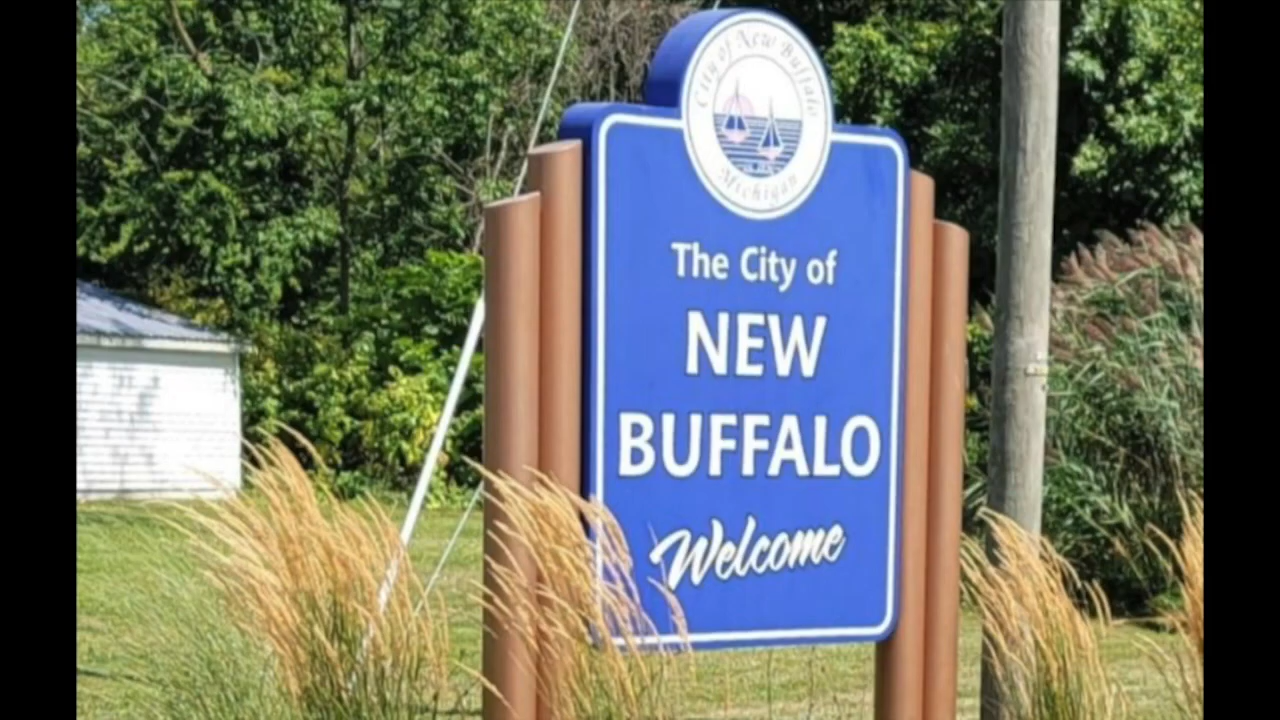 City of New Buffalo
Michigan
The City of
NEW
BUFFALO
Welcome